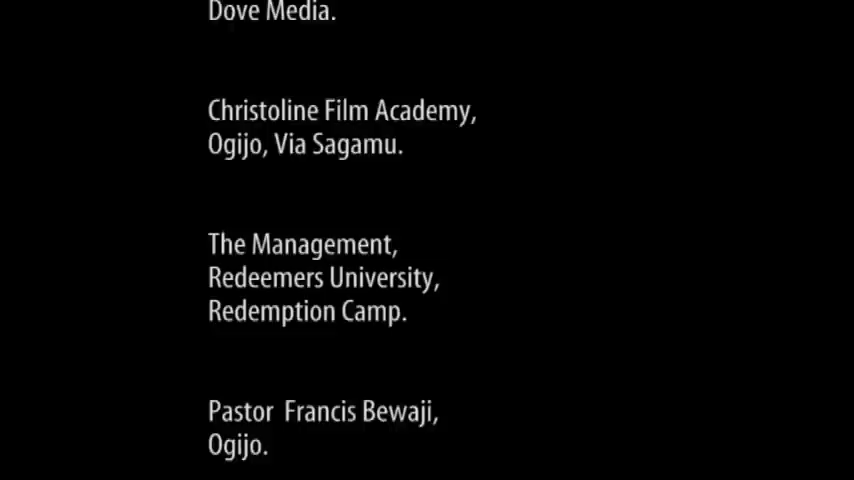 Dove Media.
Christoline Film Academy,
Ogijo, Via Sagamu.
The Management,
Redeemers University,
Redemption Camp.
Pastor  Francis Bewaji,
Ogijo.